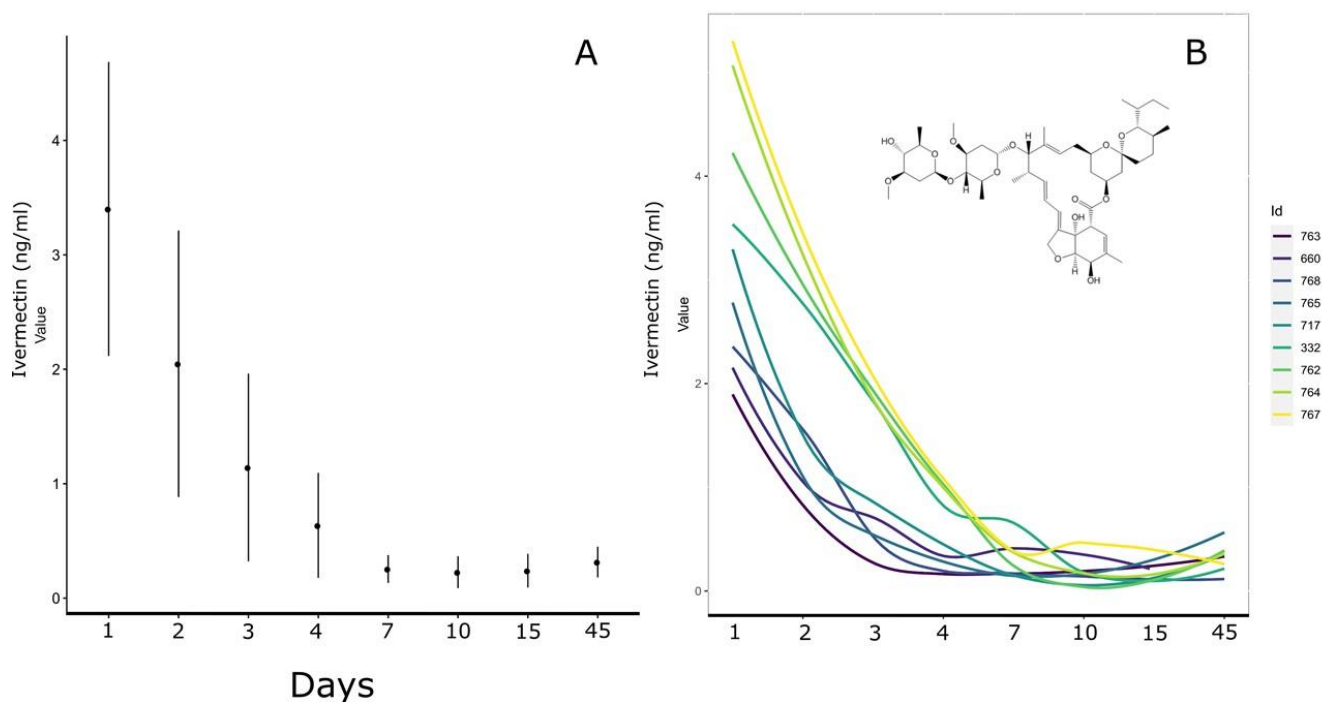 A
Ivermectin (ng/ml)
Value
4
3
2
1
0
1 2 3 4 7 10 15 45
Days
B
Ivermectin (ng/ml)
Value
4
2
0
1 2 3 4 7 10 15 45
HO
O
O
O
O
O
O
H
O
H
O
O
O
O
OH
O
H
OH
Id
763
660
768
765
717
332
762
764
767